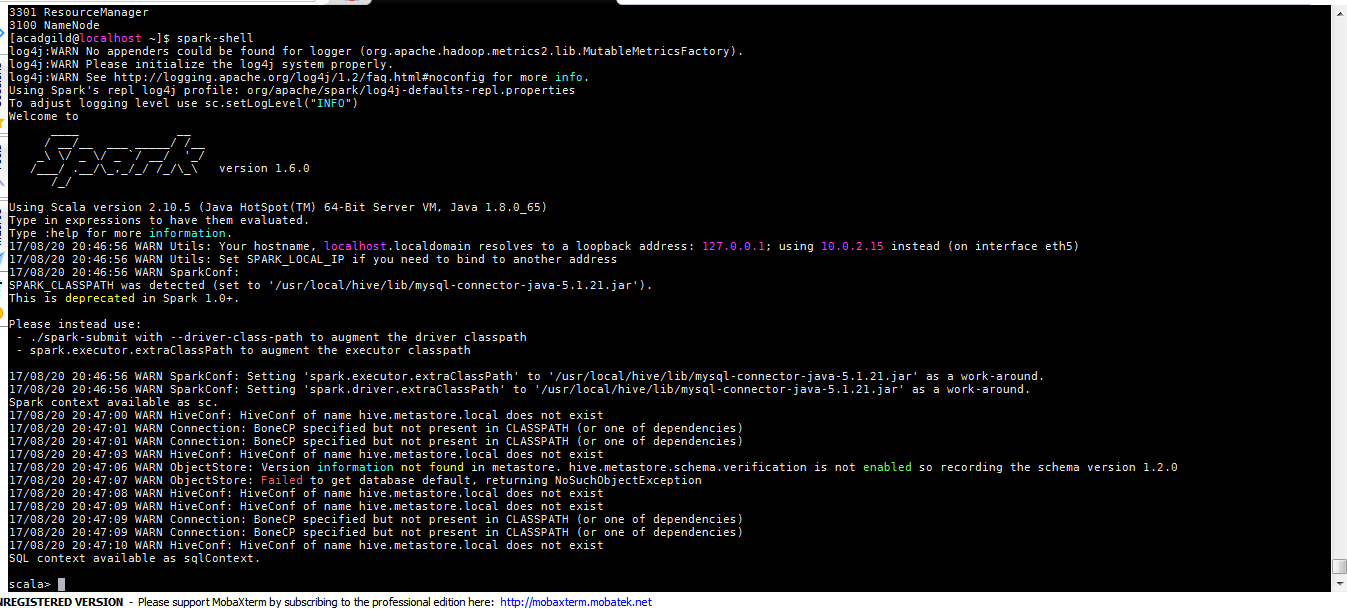 3301 ResourceManager
3100 NameNode
[acadgild@localhost ~]$ spark-shell
log4j:WARN No appenders could be found for logger (org.apache.hadoop.metrics2.lib.MutableMetricsFactory).
log4j:WARN Please initialize the log4j system properly.
log4j:WARN See http://logging.apache.org/log4j/1.2/faq.html#noconfig for more info.
Using Spark's repl log4j profile: org/apache/spark/log4j-defaults-repl.properties
To adjust logging level use sc.setLogLevel("INFO")
Welcome to
Spark version 1.6.0
Using Scala version 2.10.5 (Java HotSpot(TM) 64-Bit Server VM, Java 1.8.0_65)
Type in expressions to have them evaluated.
Type :help for more information.
17/08/20 20:46:56 WARN Utils: Your hostname, localhost.localdomain resolves to a loopback address: 127.0.0.1; using 10.0.2.15 instead (on interface eth5)
17/08/20 20:46:56 WARN Utils: Set SPARK_LOCAL_IP if you need to bind to another address
17/08/20 20:46:56 WARN SparkConf:
SPARK_CLASSPATH was detected (set to '/usr/local/hive/lib/mysql-connector-java-5.1.21.jar').
This is deprecated in Spark 1.0+.
Please instead use:
- ./spark-submit with --driver-class-path to augment the driver classpath
- spark.executor.extraClassPath to augment the executor classpath
17/08/20 20:46:56 WARN SparkConf: Setting 'spark.executor.extraClassPath' to '/usr/local/hive/lib/mysql-connector-java-5.1.21.jar' as a work-around.
17/08/20 20:46:56 WARN SparkConf: Setting 'spark.driver.extraClassPath' to '/usr/local/hive/lib/mysql-connector-java-5.1.21.jar' as a work-around.
Spark context available as sc.
17/08/20 20:47:00 WARN HiveConf: HiveConf of name hive.metastore.local does not exist
17/08/20 20:47:01 WARN Connection: BoneCP specified but not present in CLASSPATH (or one of dependencies)
17/08/20 20:47:01 WARN Connection: BoneCP specified but not present in CLASSPATH (or one of dependencies)
17/08/20 20:47:03 WARN HiveConf: HiveConf of name hive.metastore.local does not exist
17/08/20 20:47:06 WARN ObjectStore: Version information not found in metastore. hive.metastore.schema.verification is not enabled so recording the schema version 1.2.0
17/08/20 20:47:07 WARN ObjectStore: Failed to get database default, returning NoSuchObjectException
17/08/20 20:47:08 WARN HiveConf: HiveConf of name hive.metastore.local does not exist
17/08/20 20:47:09 WARN HiveConf: HiveConf of name hive.metastore.local does not exist
17/08/20 20:47:09 WARN Connection: BoneCP specified but not present in CLASSPATH (or one of dependencies)
17/08/20 20:47:09 WARN Connection: BoneCP specified but not present in CLASSPATH (or one of dependencies)
17/08/20 20:47:10 WARN HiveConf: HiveConf of name hive.metastore.local does not exist
SQL context available as sqlContext.
scala>
NREGISTERED VERSION - Please support MobaXterm by subscribing to the professional edition here: http://mobaxterm.mobatek.net